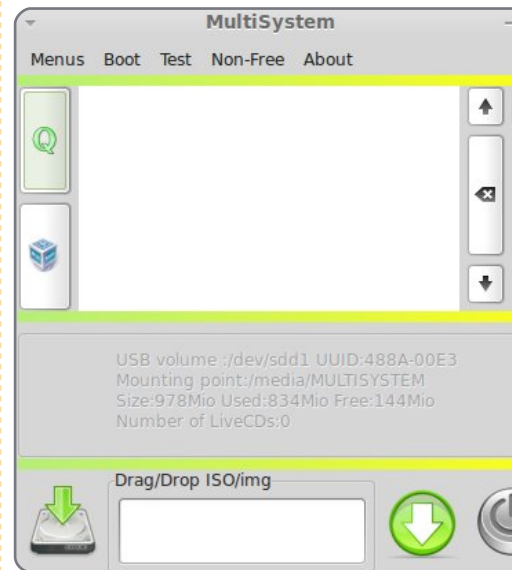 MultiSystem
Menus Boot Test Non-Free About
Q
USB volume :/dev/sdd1 UUID:488A-00E3
Mounting point:/media/MULTISYSTEM
Size:978Mio Used:834Mio Free:144Mio
Number of LiveCDs:0
Drag/Drop ISO/img